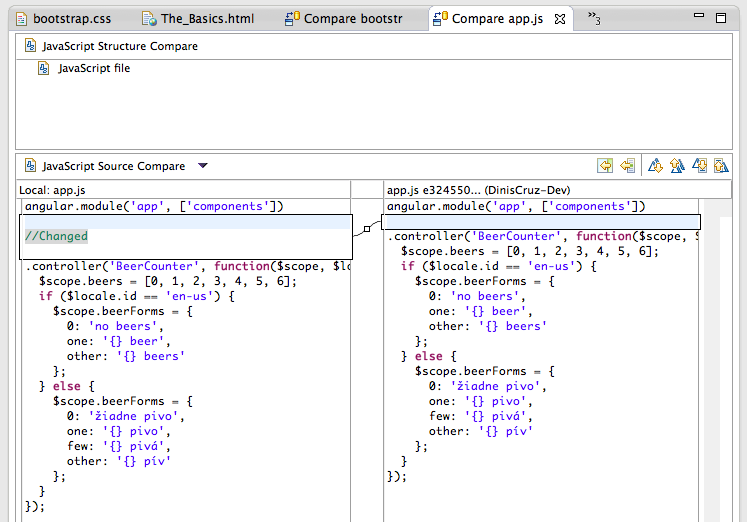 bootstrap.css The_Basics.html Compare bootstr Compare app.js »3
JavaScript Structure Compare
JavaScript file
JavaScript Source Compare
Local: app.js
angular.module('app', ['components'])
//Changed
.controller('BeerCounter', function($scope, $lo
$scope.beers = [0, 1, 2, 3, 4, 5, 6];
if ($locale.id == 'en-us') {
$scope.beerForms = {
0: 'no beers',
one: '{} beer',
other: '{} beers'
};
} else {
$scope.beerForms = {
0: 'žiadne pivo',
one: '{} pivo',
few: '{} pivá',
other: '{} pív'
};
}
});
app.js e324550... (DinisCruz-Dev)
angular.module('app', ['components'])
.controller('BeerCounter', function($scope, $
$scope.beers = [0, 1, 2, 3, 4, 5, 6];
if ($locale.id == 'en-us') {
$scope.beerForms = {
0: 'no beers',
one: '{} beer',
other: '{} beers'
};
} else {
$scope.beerForms = {
0: 'žiadne pivo',
one: '{} pivo',
few: '{} pivá',
other: '{} pív'
};
}
});